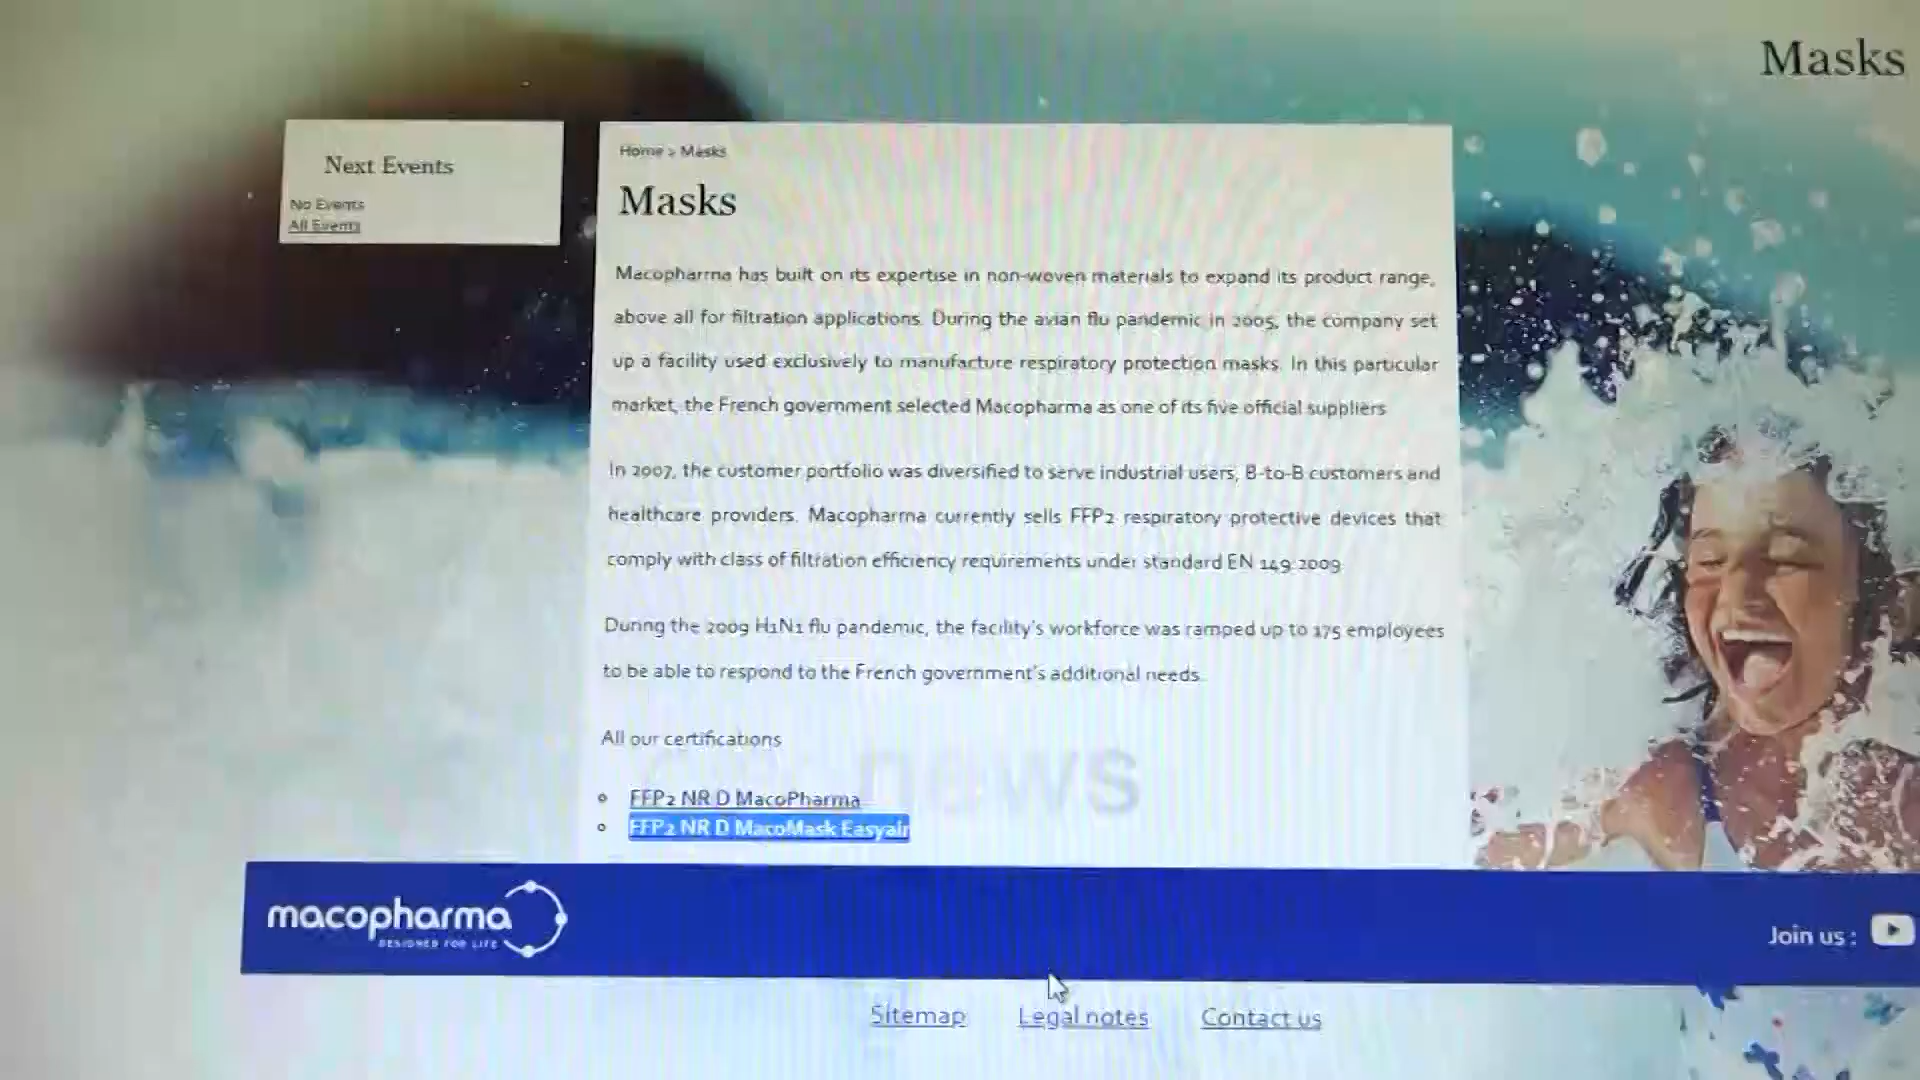 Masks
Next Events
No Events
All Events
Home > Masks
Masks
Macopharma has built on its expertise in non-woven materials to expand its product range,
above all for filtration applications. During the avian flu pandemic in 2005, the company set
up a facility used exclusively to manufacture respiratory protection masks. In this particular
market, the French government selected Macopharma as one of its five official suppliers
In 2007, the customer portfolio was diversified to serve industrial users, B-to-B customers and
healthcare providers. Macopharma currently sells FFP2 respiratory protective devices that
comply with class of filtration efficiency requirements under standard EN 149:2009
During the 2009 H1N1 flu pandemic, the facility's workforce was ramped up to 175 employees
to be able to respond to the French government's additional needs.
All our certifications
news
FFP2 NR D MacoPharma
FFP2 NR D MacoMask Easyair
macopharma
DESIGNED FOR LIFE
Join us :
Sitemap Legal notes Contact us